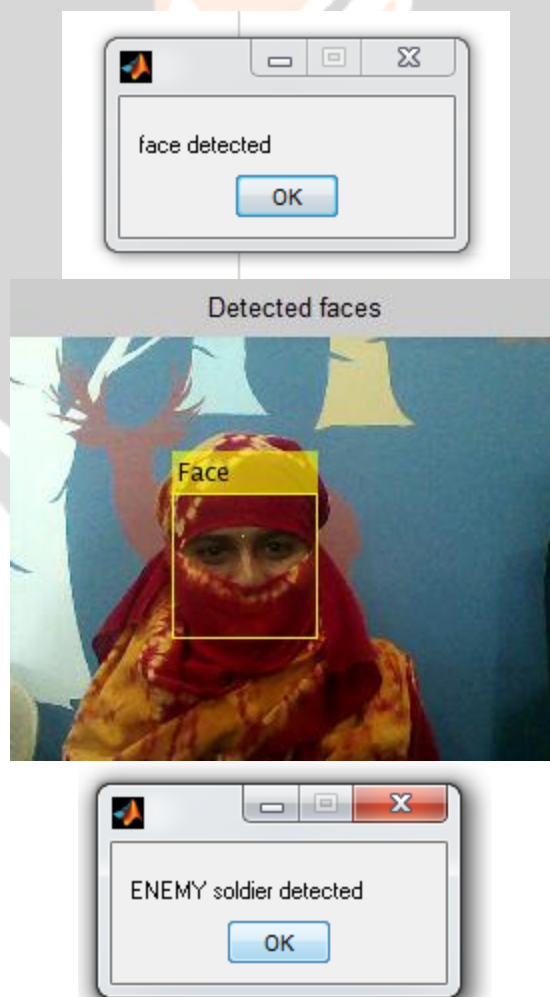 face detected
OK
Detected faces
Face
ENEMY soldier detected
OK